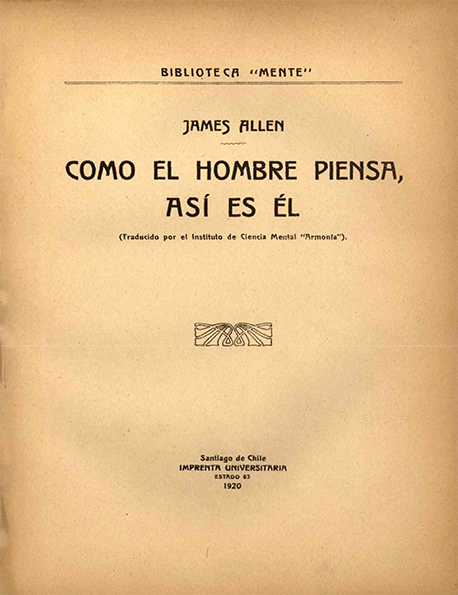 BIBLIOTECA "MENTE"
JAMES ALLEN
COMO EL HOMBRE PIENSA,
ASÍ ES ÉL
(Traducido por el Instituto de Ciencia Mental "Armonía").
Santiago de Chile
IMPRENTA UNIVERSITARIA
ESTADO 63
1920